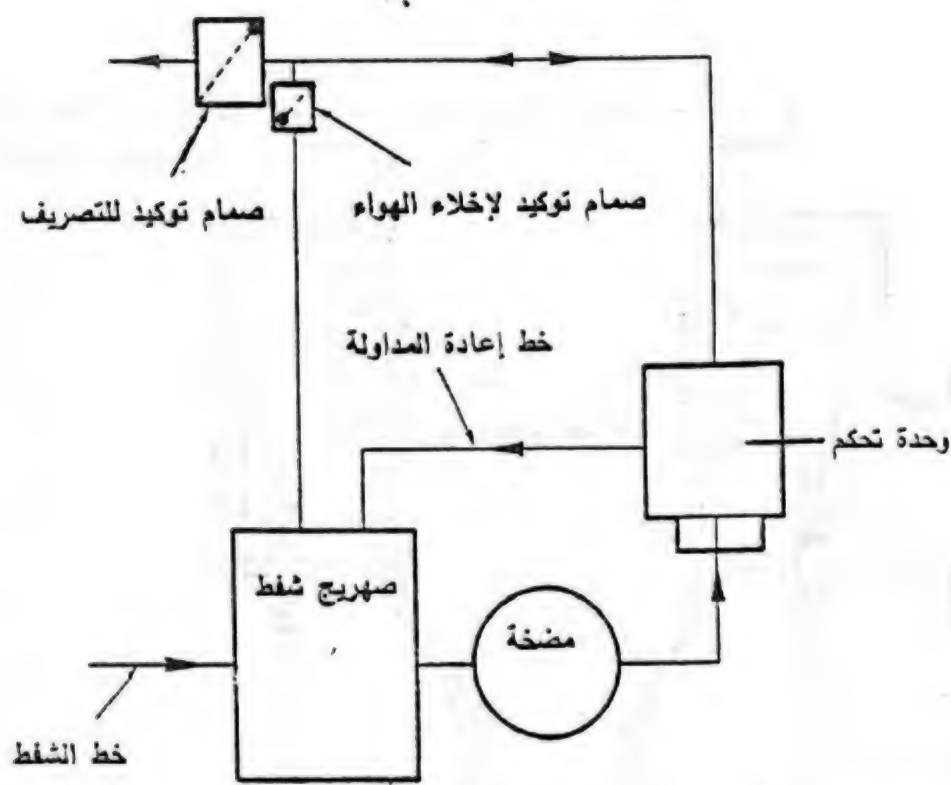 صمام توكيد لإخلاء الهواء
صمام توكيد للتصريف
خط إعادة المداولة
وحدة تحكم
صهريج شفط
مضخة
خط الشفط